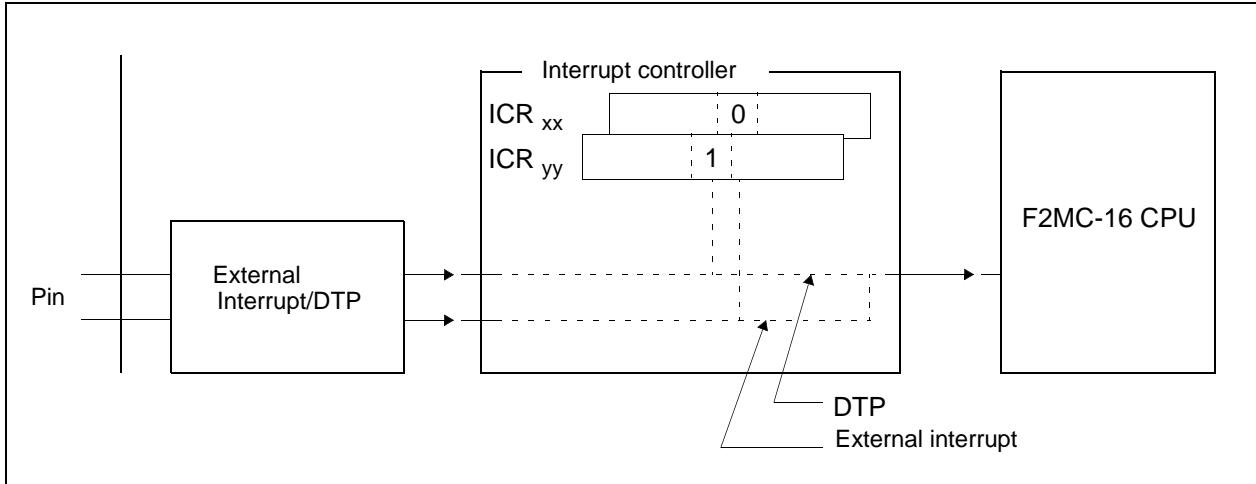 Interrupt controller
ICR xx
0
ICR yy
1
F2MC-16 CPU
External
Interrupt/DTP
Pin
DTP
External interrupt